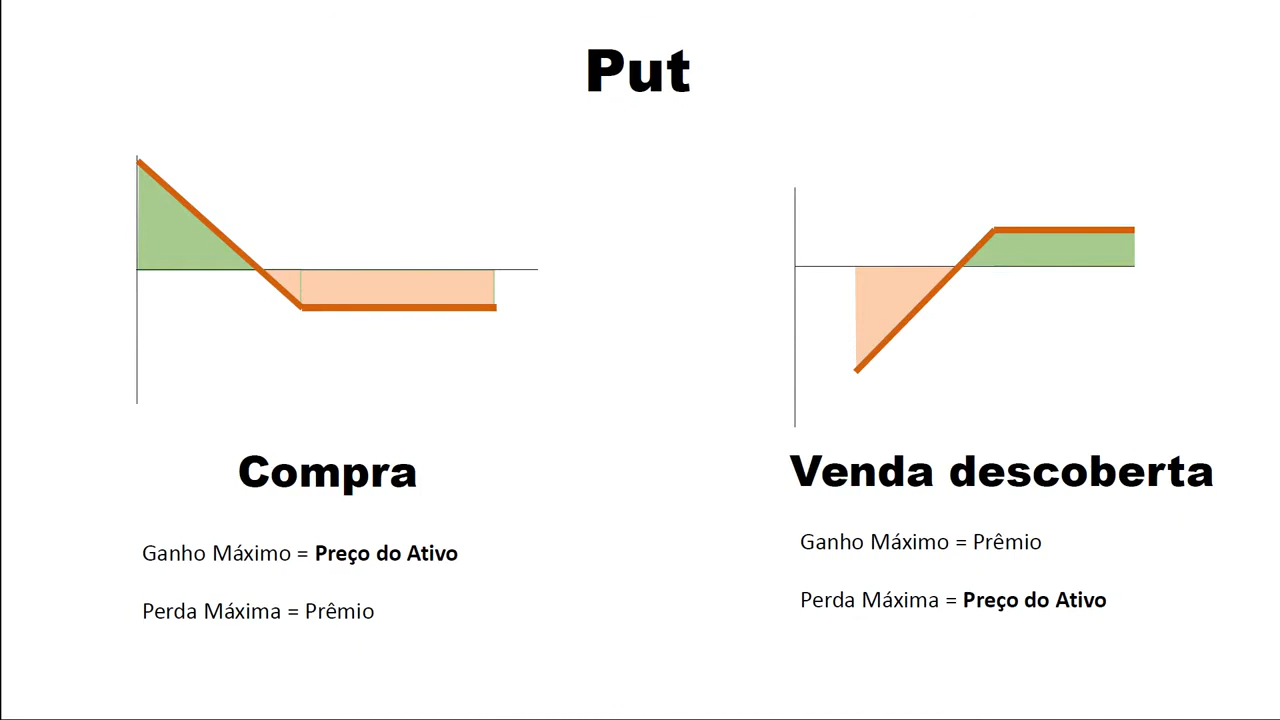 Put
Compra
Ganho Máximo = Preço do Ativo
Perda Máxima = Prêmio
Venda descoberta
Ganho Máximo = Prêmio
Perda Máxima = Preço do Ativo